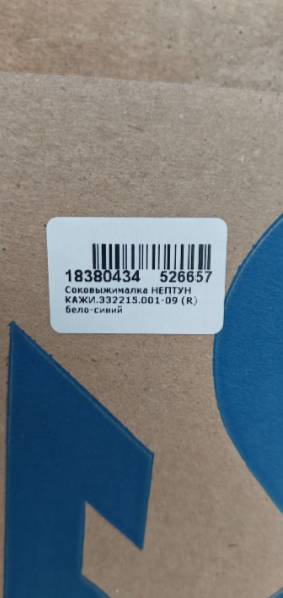 18380434 526657
Соковыжималка НЕПТУН
КАЖИ.332215.001-09 (R)
бело-синий